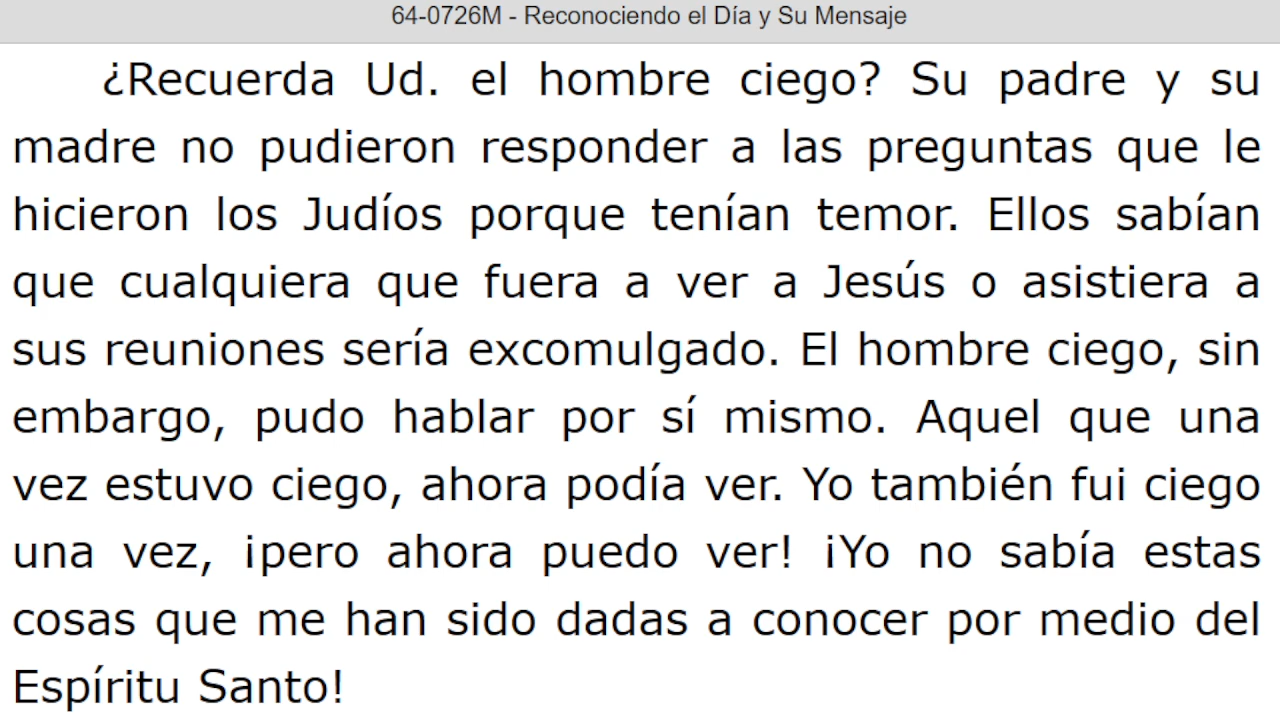 64-0726M - Reconociendo el Día y Su Mensaje
¿Recuerda Ud. el hombre ciego? Su padre y su
madre no pudieron responder a las preguntas que le
hicieron los Judíos porque tenían temor. Ellos sabían
que cualquiera que fuera a ver a Jesús o asistiera a
sus reuniones sería excomulgado. El hombre ciego, sin
embargo, pudo hablar por sí mismo. Aquel que una
vez estuvo ciego, ahora podía ver. Yo también fui ciego
una vez, ¡pero ahora puedo ver! ¡Yo no sabía estas
cosas que me han sido dadas a conocer por medio del
Espíritu Santo!